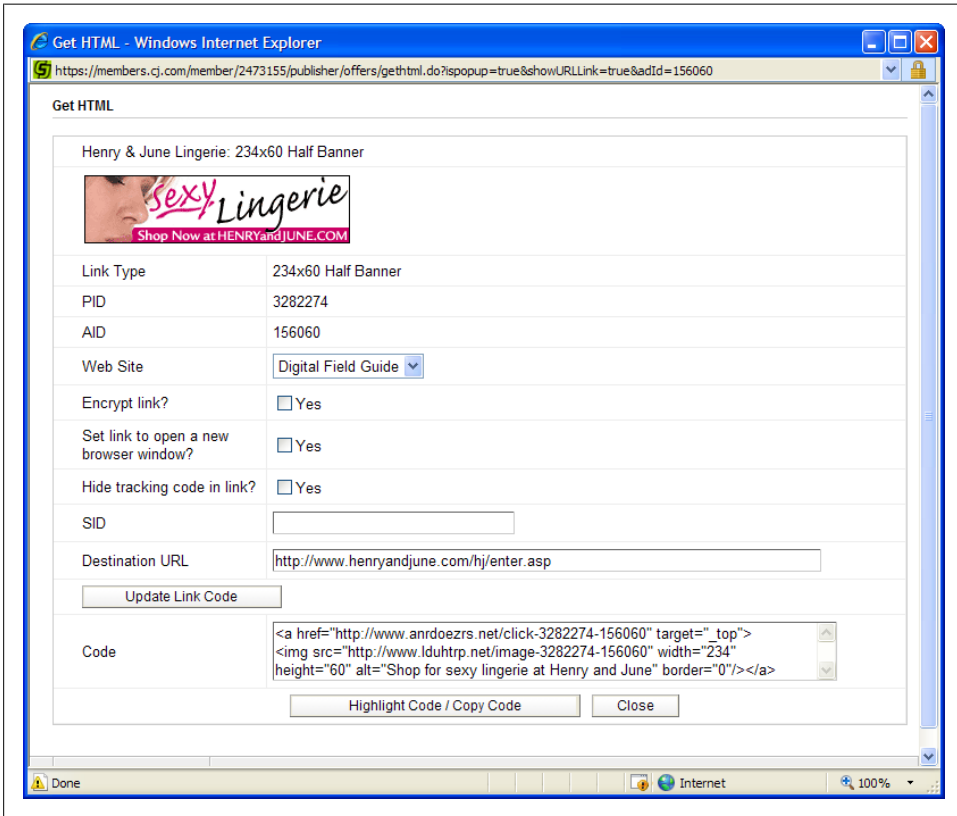 Get HTML - Windows Internet Explorer
https://members.cj.com/member/2473155/publisher/offers/gethtml.do?ispopup=true&showURLLink=true&adId=156060
Get HTML
Henry & June Lingerie: 234x60 Half Banner
sexy Lingerie
Shop Now at HENRYandJUNE.COM
Link Type 234x60 Half Banner
PID 3282274
AID 156060
Web Site Digital Field Guide
Encrypt link? Yes
Set link to open a new
browser window? Yes
Hide tracking code in link? Yes
SID
Destination URL http://www.henryandjune.com/hj/enter.asp
Update Link Code
Code
<a href="http://www.anrdoezrs.net/click-3282274-156060" target="_top">
<img src="http://www.lduhtrp.net/image-3282274-156060" width="234"
height="60" alt="Shop for sexy lingerie at Henry and June" border="0"/></a>
Highlight Code / Copy Code Close
Done Internet 100%